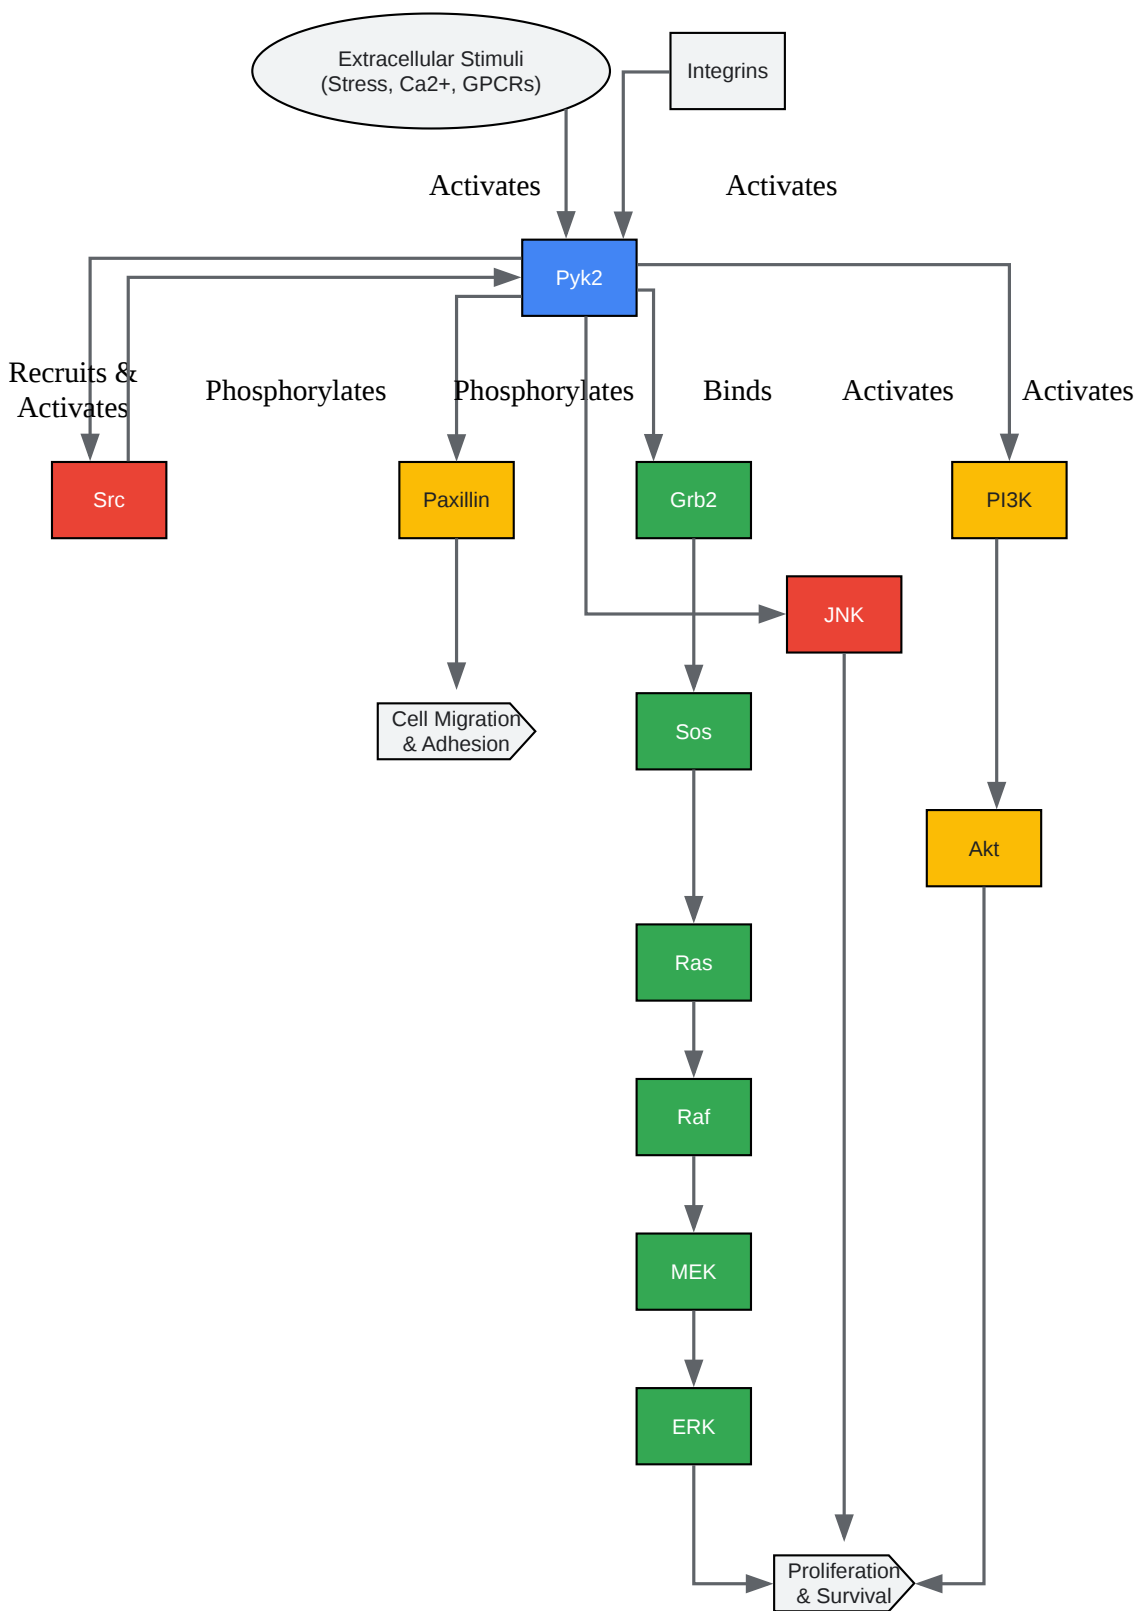 Extracellular Stimuli
(Stress, Ca2+, GPCRs)
Integrins
Activates
Activates
Pyk2
Recruits &
Activates
Phosphorylates
Phosphorylates
Binds
Activates
Activates
Src
Paxillin
Grb2
PI3K
JNK
Cell Migration
& Adhesion
Sos
Akt
Ras
Raf
MEK
ERK
Proliferation
& Survival